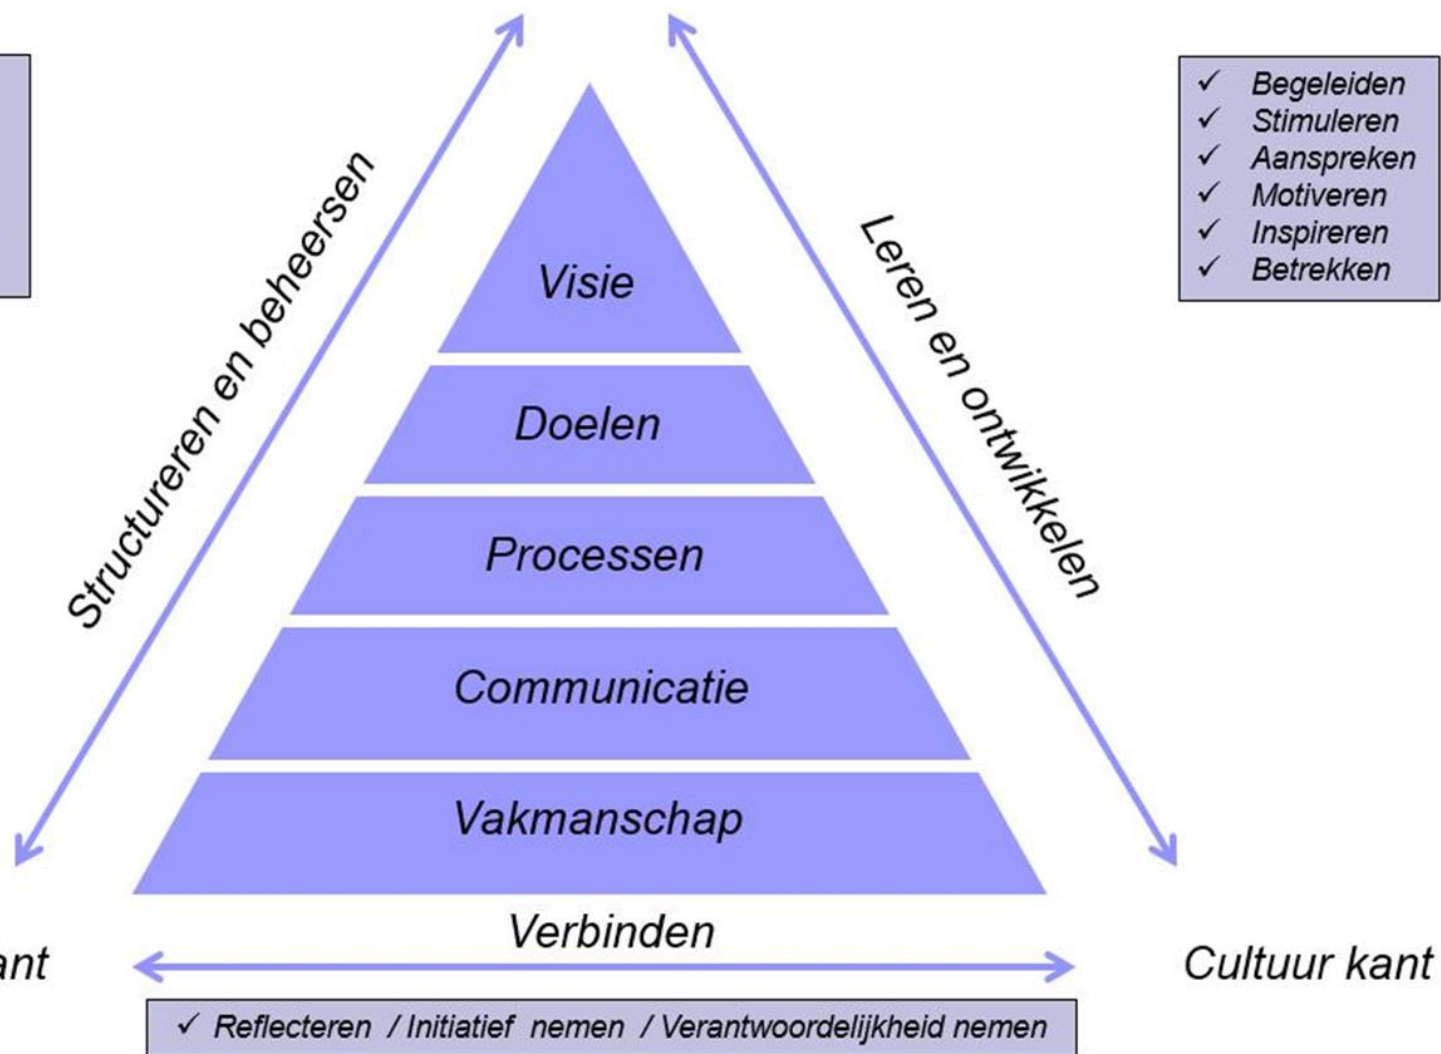 Structureren en beheersen
Leren en ontwikkelen
✓ Begeleiden
✓ Stimuleren
✓ Aanspreken
✓ Motiveren
✓ Inspireren
✓ Betrekken
Visie
Doelen
Processen
Communicatie
Vakmanschap
Verbinden
Cultuur kant
✓ Reflecteren / Initiatief nemen / Verantwoordelijkheid nemen